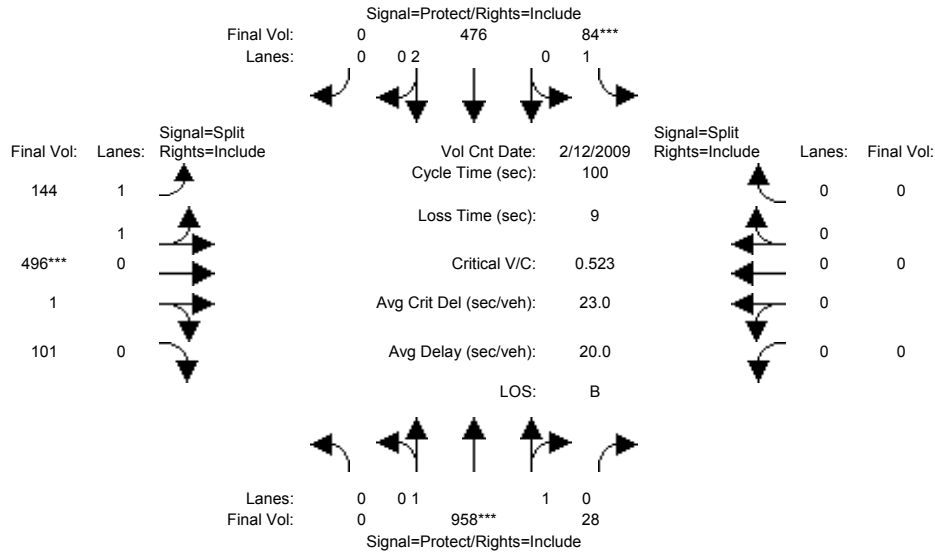 Signal=Protect/Rights=Include
Final Vol: 0 476 84***
Lanes: 0 0 2 0 1
Signal=Split Signal=Split
Final Vol: Lanes: Rights=Include Vol Cnt Date: 2/12/2009 Rights=Include Lanes: Final Vol:
Cycle Time (sec): 100
144 1 0 0
Loss Time (sec): 9
1 0
496*** 0 Critical V/C: 0.523 0 0
1 Avg Crit Del (sec/veh): 23.0 0
101 0 Avg Delay (sec/veh): 20.0 0 0
LOS: B
Lanes: 0 0 1 1 0
Final Vol: 0 958*** 28
Signal=Protect/Rights=Include